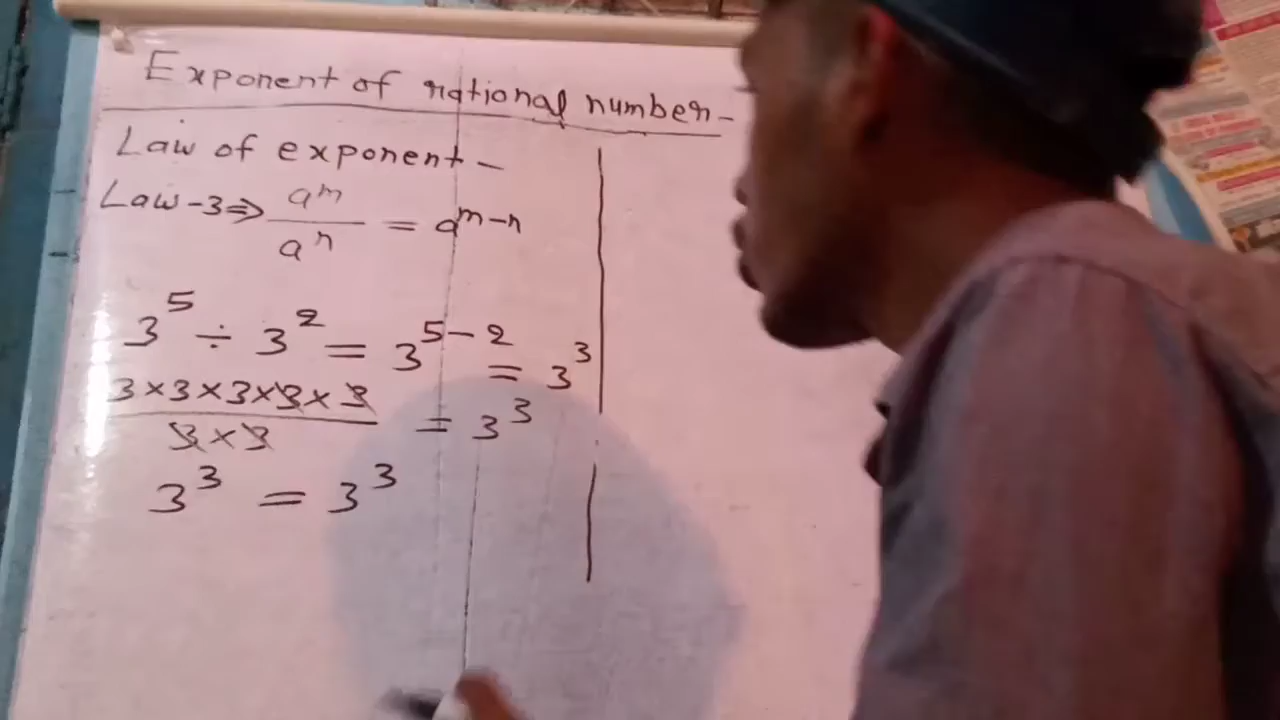 Exponent of rational number-
Law of exponent-
Law-3⇒ a^m / a^n = a^m-n
3^5 ÷ 3^2 = 3^5-2 = 3^3
3×3×3×3×3 / 3×3 = 3^3
3^3 = 3^3